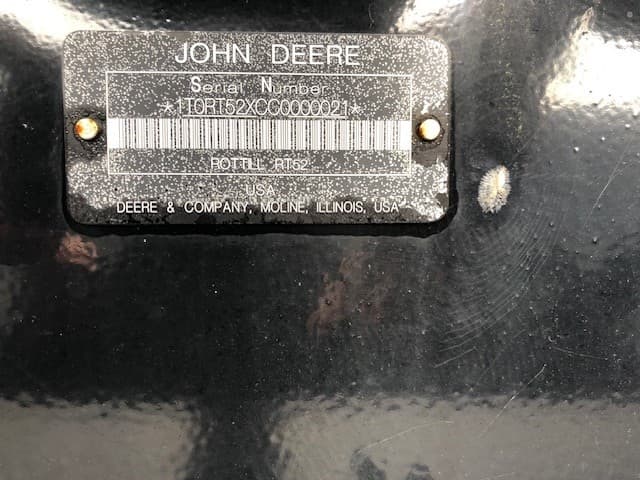 JOHN DEERE
Serial Number
*1T0RT52XCC0000021*
ROTTILL RT52
USA
DEERE & COMPANY, MOLINE, ILLINOIS, USA